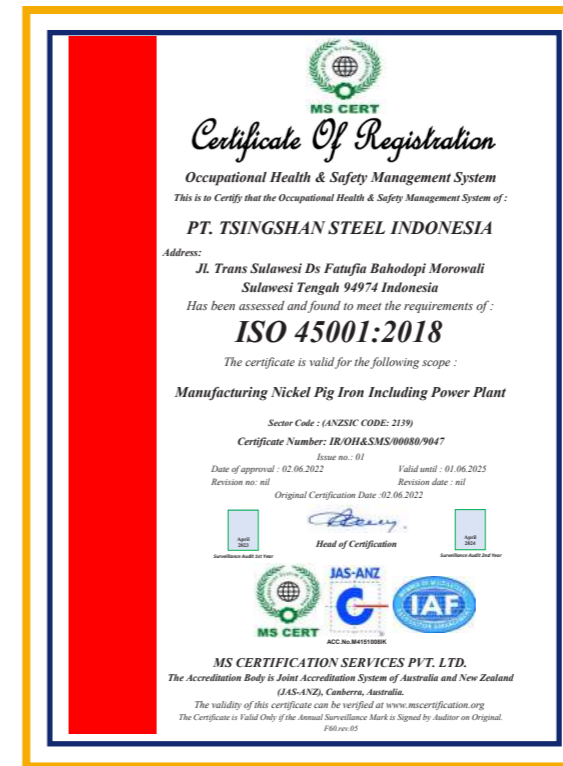 MS CERT
Certificate Of Registration
Occupational Health & Safety Management System
This is to Certify that the Occupational Health & Safety Management System of :
PT. TSINGSHAN STEEL INDONESIA
Address:
Jl. Trans Sulawesi Ds Fatufia Bahodopi Morowali
Sulawesi Tengah 94974 Indonesia
Has been assessed and found to meet the requirements of :
ISO 45001:2018
The certificate is valid for the following scope :
Manufacturing Nickel Pig Iron Including Power Plant
Sector Code : (ANZSIC CODE: 2139)
Certificate Number: IR/OH&SMS/00080/9047
Issue no.: 01
Date of approval : 02.06.2022 Valid until : 01.06.2025
Revision no: nil Revision date : nil
Original Certification Date :02.06.2022
April
2023
Surveillance Audit 1st Year
Head of Certification
April
2024
Surveillance Audit 2nd Year
MS CERT
JAS-ANZ
ACC.No.M4151008IK
IAF
MS CERTIFICATION SERVICES PVT. LTD.
The Accreditation Body is Joint Accreditation System of Australia and New Zealand
(JAS-ANZ), Canberra, Australia.
The validity of this certificate can be verified at www.mscertification.org
The Certificate is Valid Only if the Annual Surveillance Mark is Signed by Auditor on Original.
F60.rev.05